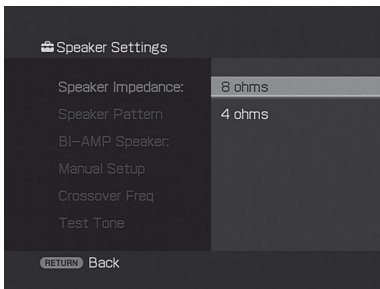 Speaker Settings
Speaker Impedance:
8 ohms
Speaker Pattern
4 ohms
BI-AMP Speaker:
Manual Setup
Crossover Freq
Test Tone
RETURN Back